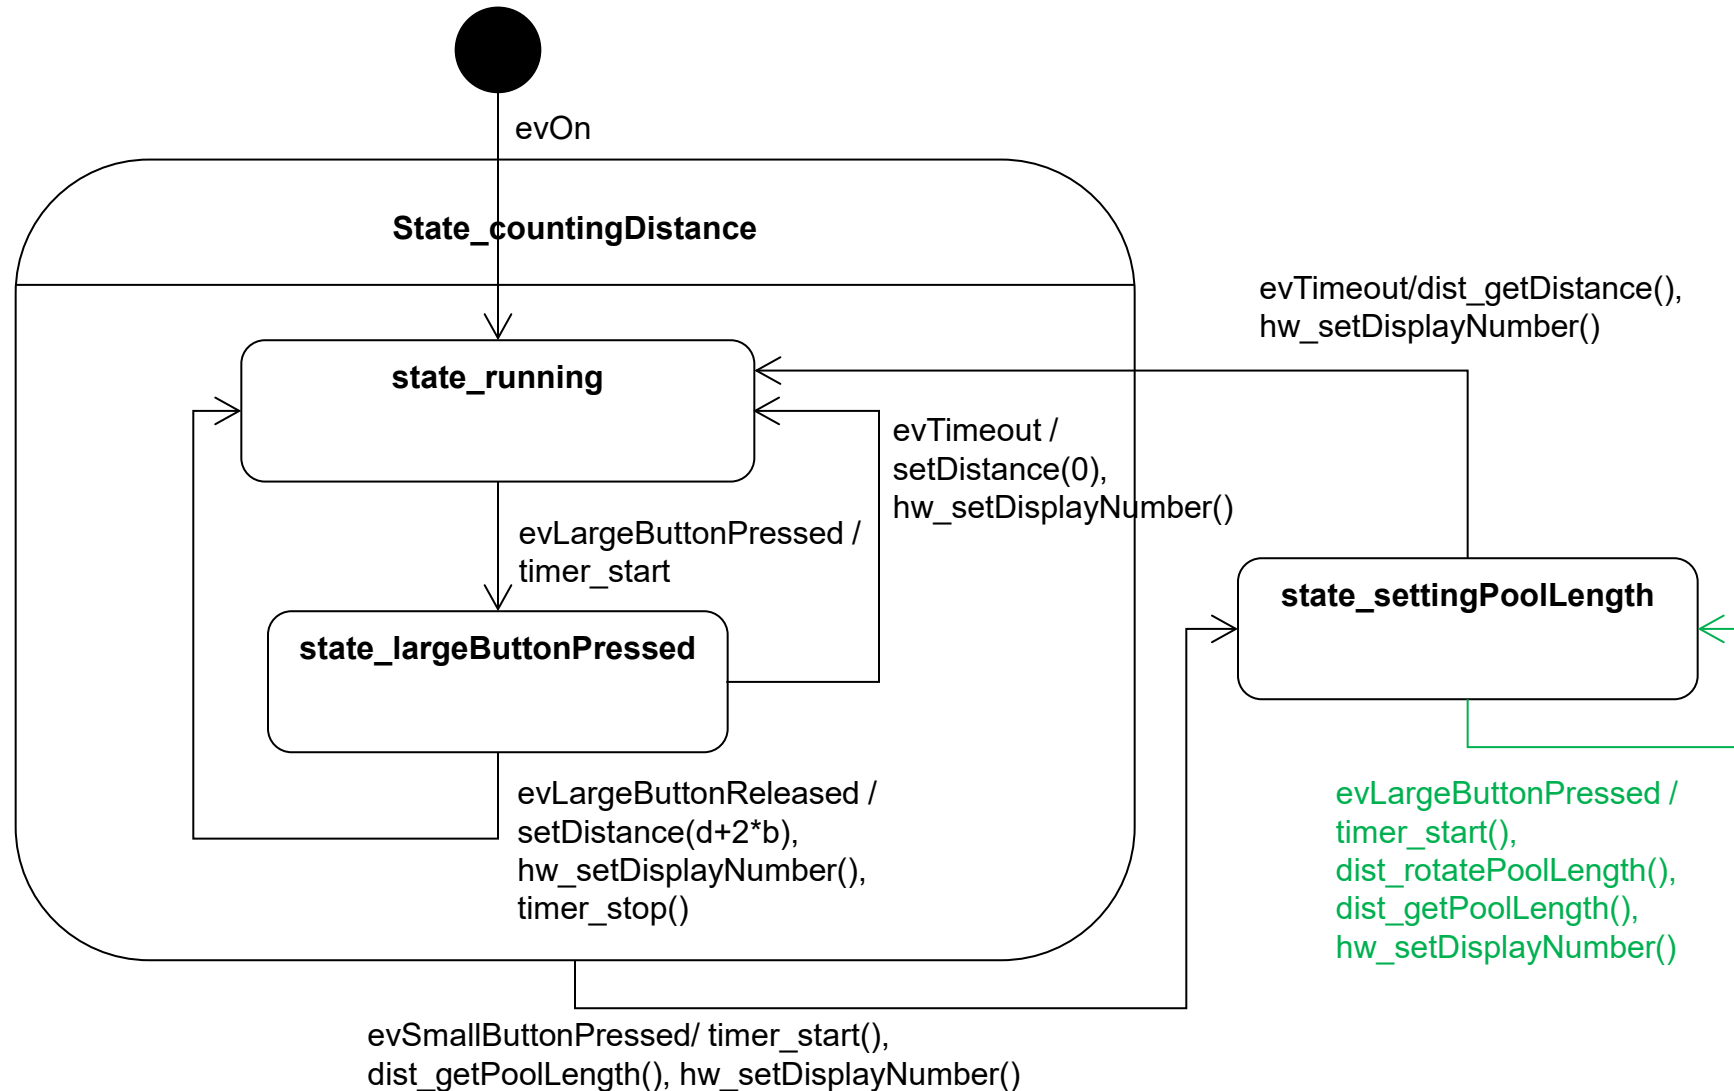 evOn
State_countingDistance
evTimeout/dist_getDistance(),
hw_setDisplayNumber()
state_running
evTimeout /
setDistance(0),
hw_setDisplayNumber()
evLargeButtonPressed /
timer_start
state_settingPoolLength
state_largeButtonPressed
evLargeButtonReleased /
setDistance(d+2*b),
hw_setDisplayNumber(),
timer_stop()
evLargeButtonPressed /
timer_start(),
dist_rotatePoolLength(),
dist_getPoolLength(),
hw_setDisplayNumber()
evSmallButtonPressed/ timer_start(),
dist_getPoolLength(), hw_setDisplayNumber()